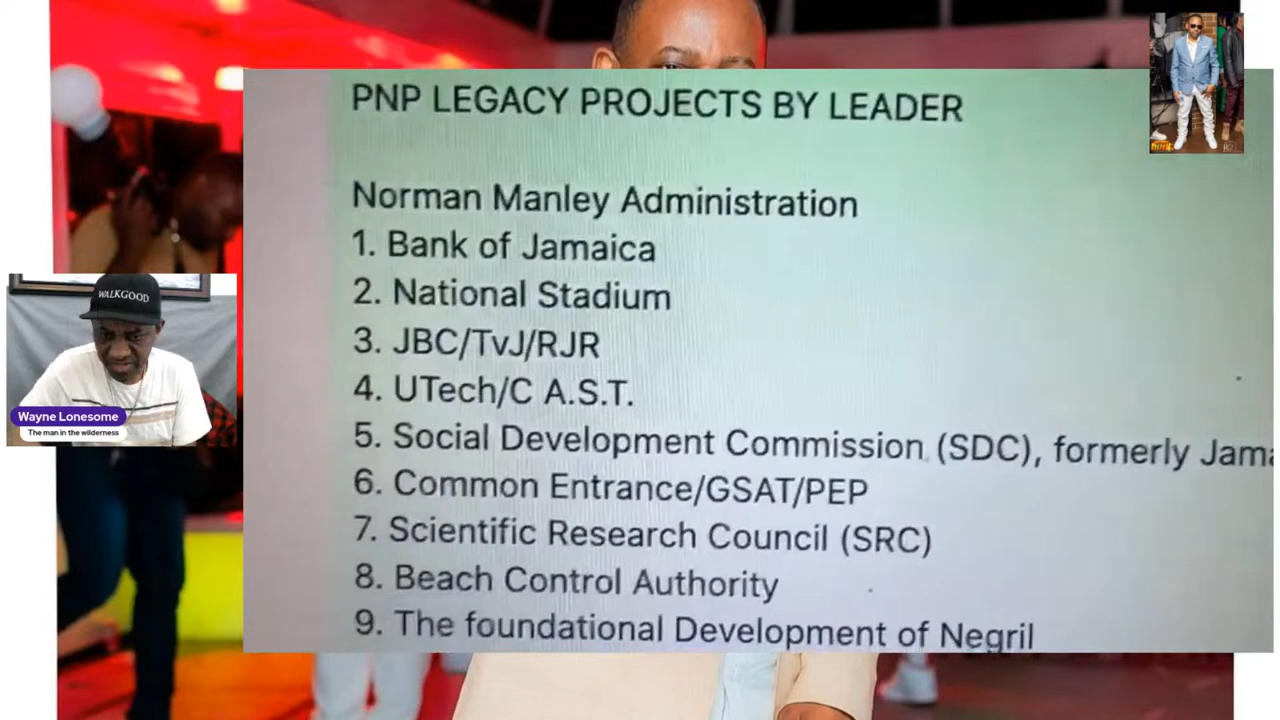 PNP LEGACY PROJECTS BY LEADER
Norman Manley Administration
1. Bank of Jamaica
2. National Stadium
3. JBC/TvJ/RJR
4. UTech/C A.S.T.
5. Social Development Commission (SDC), formerly Jama
6. Common Entrance/GSAT/PEP
7. Scientific Research Council (SRC)
8. Beach Control Authority
9. The foundational Development of Negril
WALKGOOD
Wayne Lonesome
The man in the wilderness